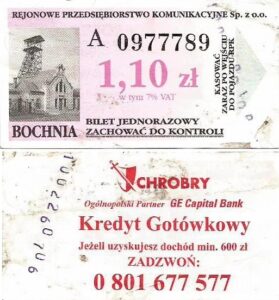 REJONOWE PRZEDSIĘBIORSTWO KOMUNIKACYJNE Sp. z o.o.
A 0977789
1,10 zł
w tym 7% VAT
BOCHNIA
BILET JEDNORAZOWY
ZACHOWAĆ DO KONTROLI
KASOWAĆ
ZARAZ PO WEJŚCIU
DO POJAZDU RPK
CHROBRY
Ogólnopolski Partner GE Capital Bank
Kredyt Gotówkowy
Jeżeli uzyskujesz dochód min. 600 zł
ZADZWOŃ:
0 801 677 577